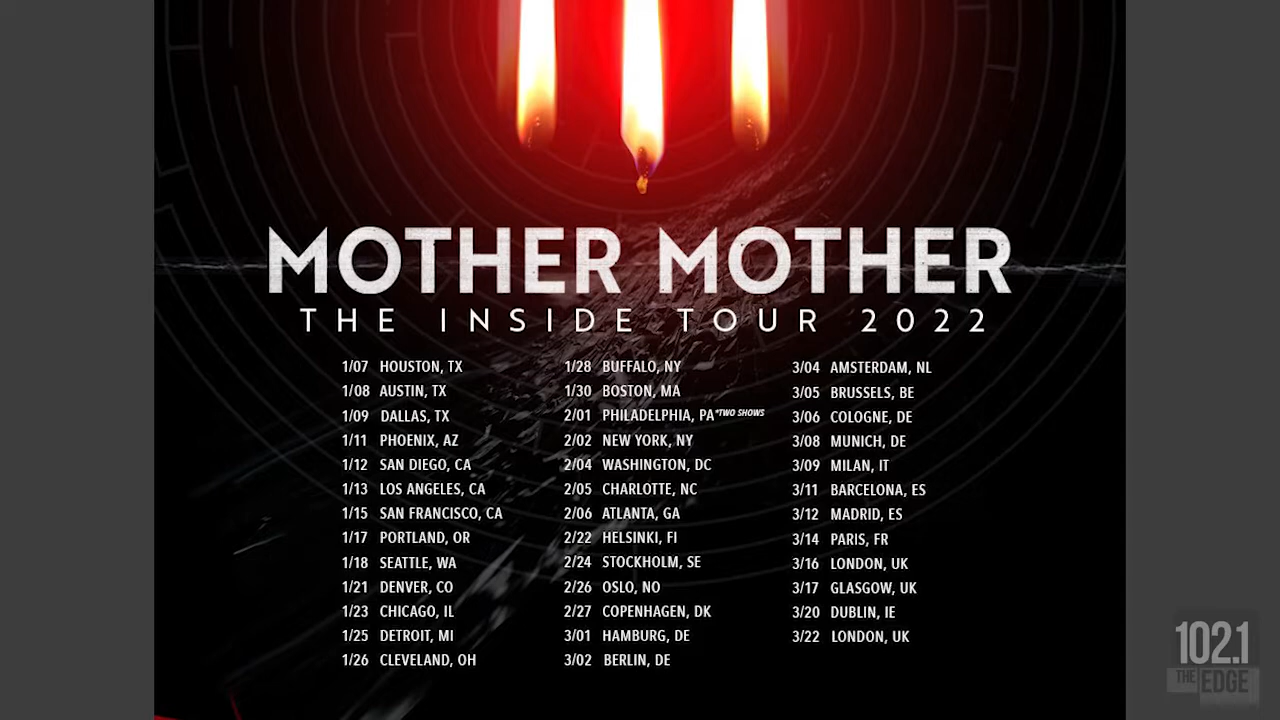 MOTHER MOTHER
THE INSIDE TOUR 2022
1/07 HOUSTON, TX
1/08 AUSTIN, TX
1/09 DALLAS, TX
1/11 PHOENIX, AZ
1/12 SAN DIEGO, CA
1/13 LOS ANGELES, CA
1/15 SAN FRANCISCO, CA
1/17 PORTLAND, OR
1/18 SEATTLE, WA
1/21 DENVER, CO
1/23 CHICAGO, IL
1/25 DETROIT, MI
1/26 CLEVELAND, OH
1/28 BUFFALO, NY
1/30 BOSTON, MA
2/01 PHILADELPHIA, PA*TWO SHOWS
2/02 NEW YORK, NY
2/04 WASHINGTON, DC
2/05 CHARLOTTE, NC
2/06 ATLANTA, GA
2/22 HELSINKI, FI
2/24 STOCKHOLM, SE
2/26 OSLO, NO
2/27 COPENHAGEN, DK
3/01 HAMBURG, DE
3/02 BERLIN, DE
3/04 AMSTERDAM, NL
3/05 BRUSSELS, BE
3/06 COLOGNE, DE
3/08 MUNICH, DE
3/09 MILAN, IT
3/11 BARCELONA, ES
3/12 MADRID, ES
3/14 PARIS, FR
3/16 LONDON, UK
3/17 GLASGOW, UK
3/20 DUBLIN, IE
3/22 LONDON, UK
102.1
THE EDGE